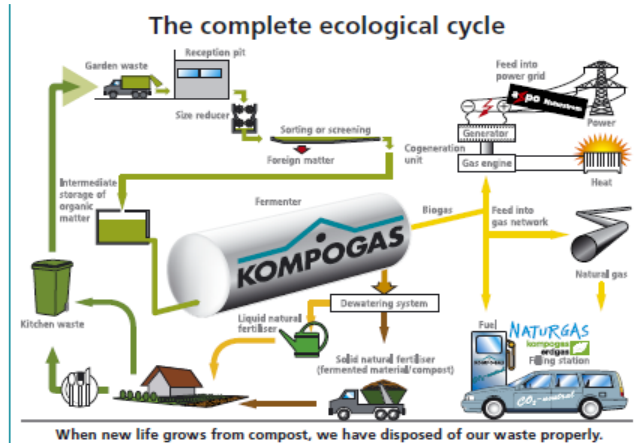 The complete ecological cycle
Reception pit
Garden waste
Size reducer
Sorting or screening
Foreign matter
Intermediate
storage of
organic
matter
Fermenter
KOMPOGAS
Biogas
Feed into
power grid
Power
Generator
Cogeneration
unit
Gas engine
Heat
Feed into
gas network
Natural gas
Dewatering system
Liquid natural
fertiliser
Solid natural fertiliser
(fermented material/compost)
Kitchen waste
Fuel
NATURGAS
kompogas
erdgas
station
CO₂-neutral
When new life grows from compost, we have disposed of our waste properly.